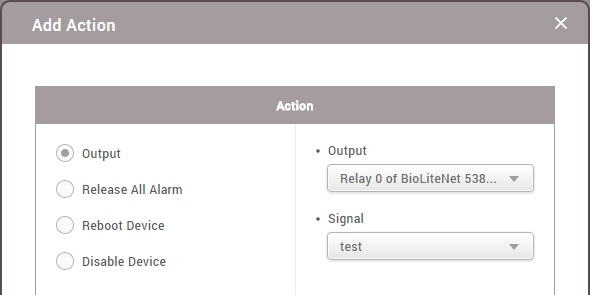 Add Action
Action
Output
Release All Alarm
Reboot Device
Disable Device
• Output
Relay 0 of BioLiteNet 538...
• Signal
test